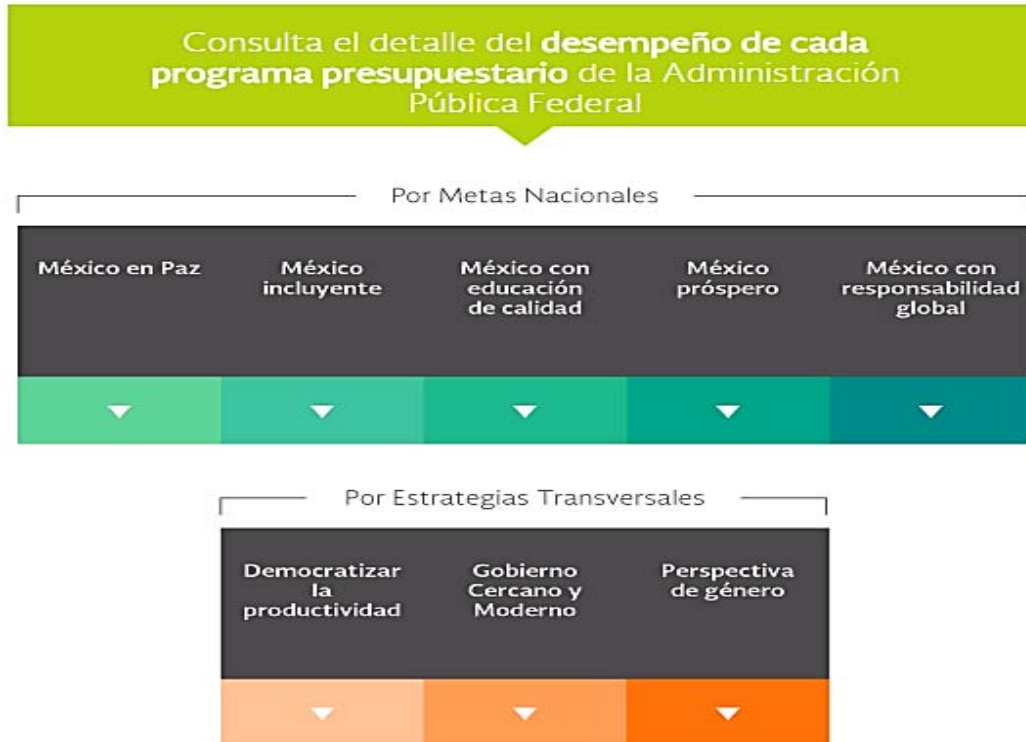 Consulta el detalle del desempeño de cada
programa presupuestario de la Administración
Pública Federal
Por Metas Nacionales
México en Paz
México
incluyente
México con
educación
de calidad
México
próspero
México con
responsabilidad
global
Por Estrategias Transversales
Democratizar
la
productividad
Gobierno
Cercano y
Moderno
Perspectiva
de género